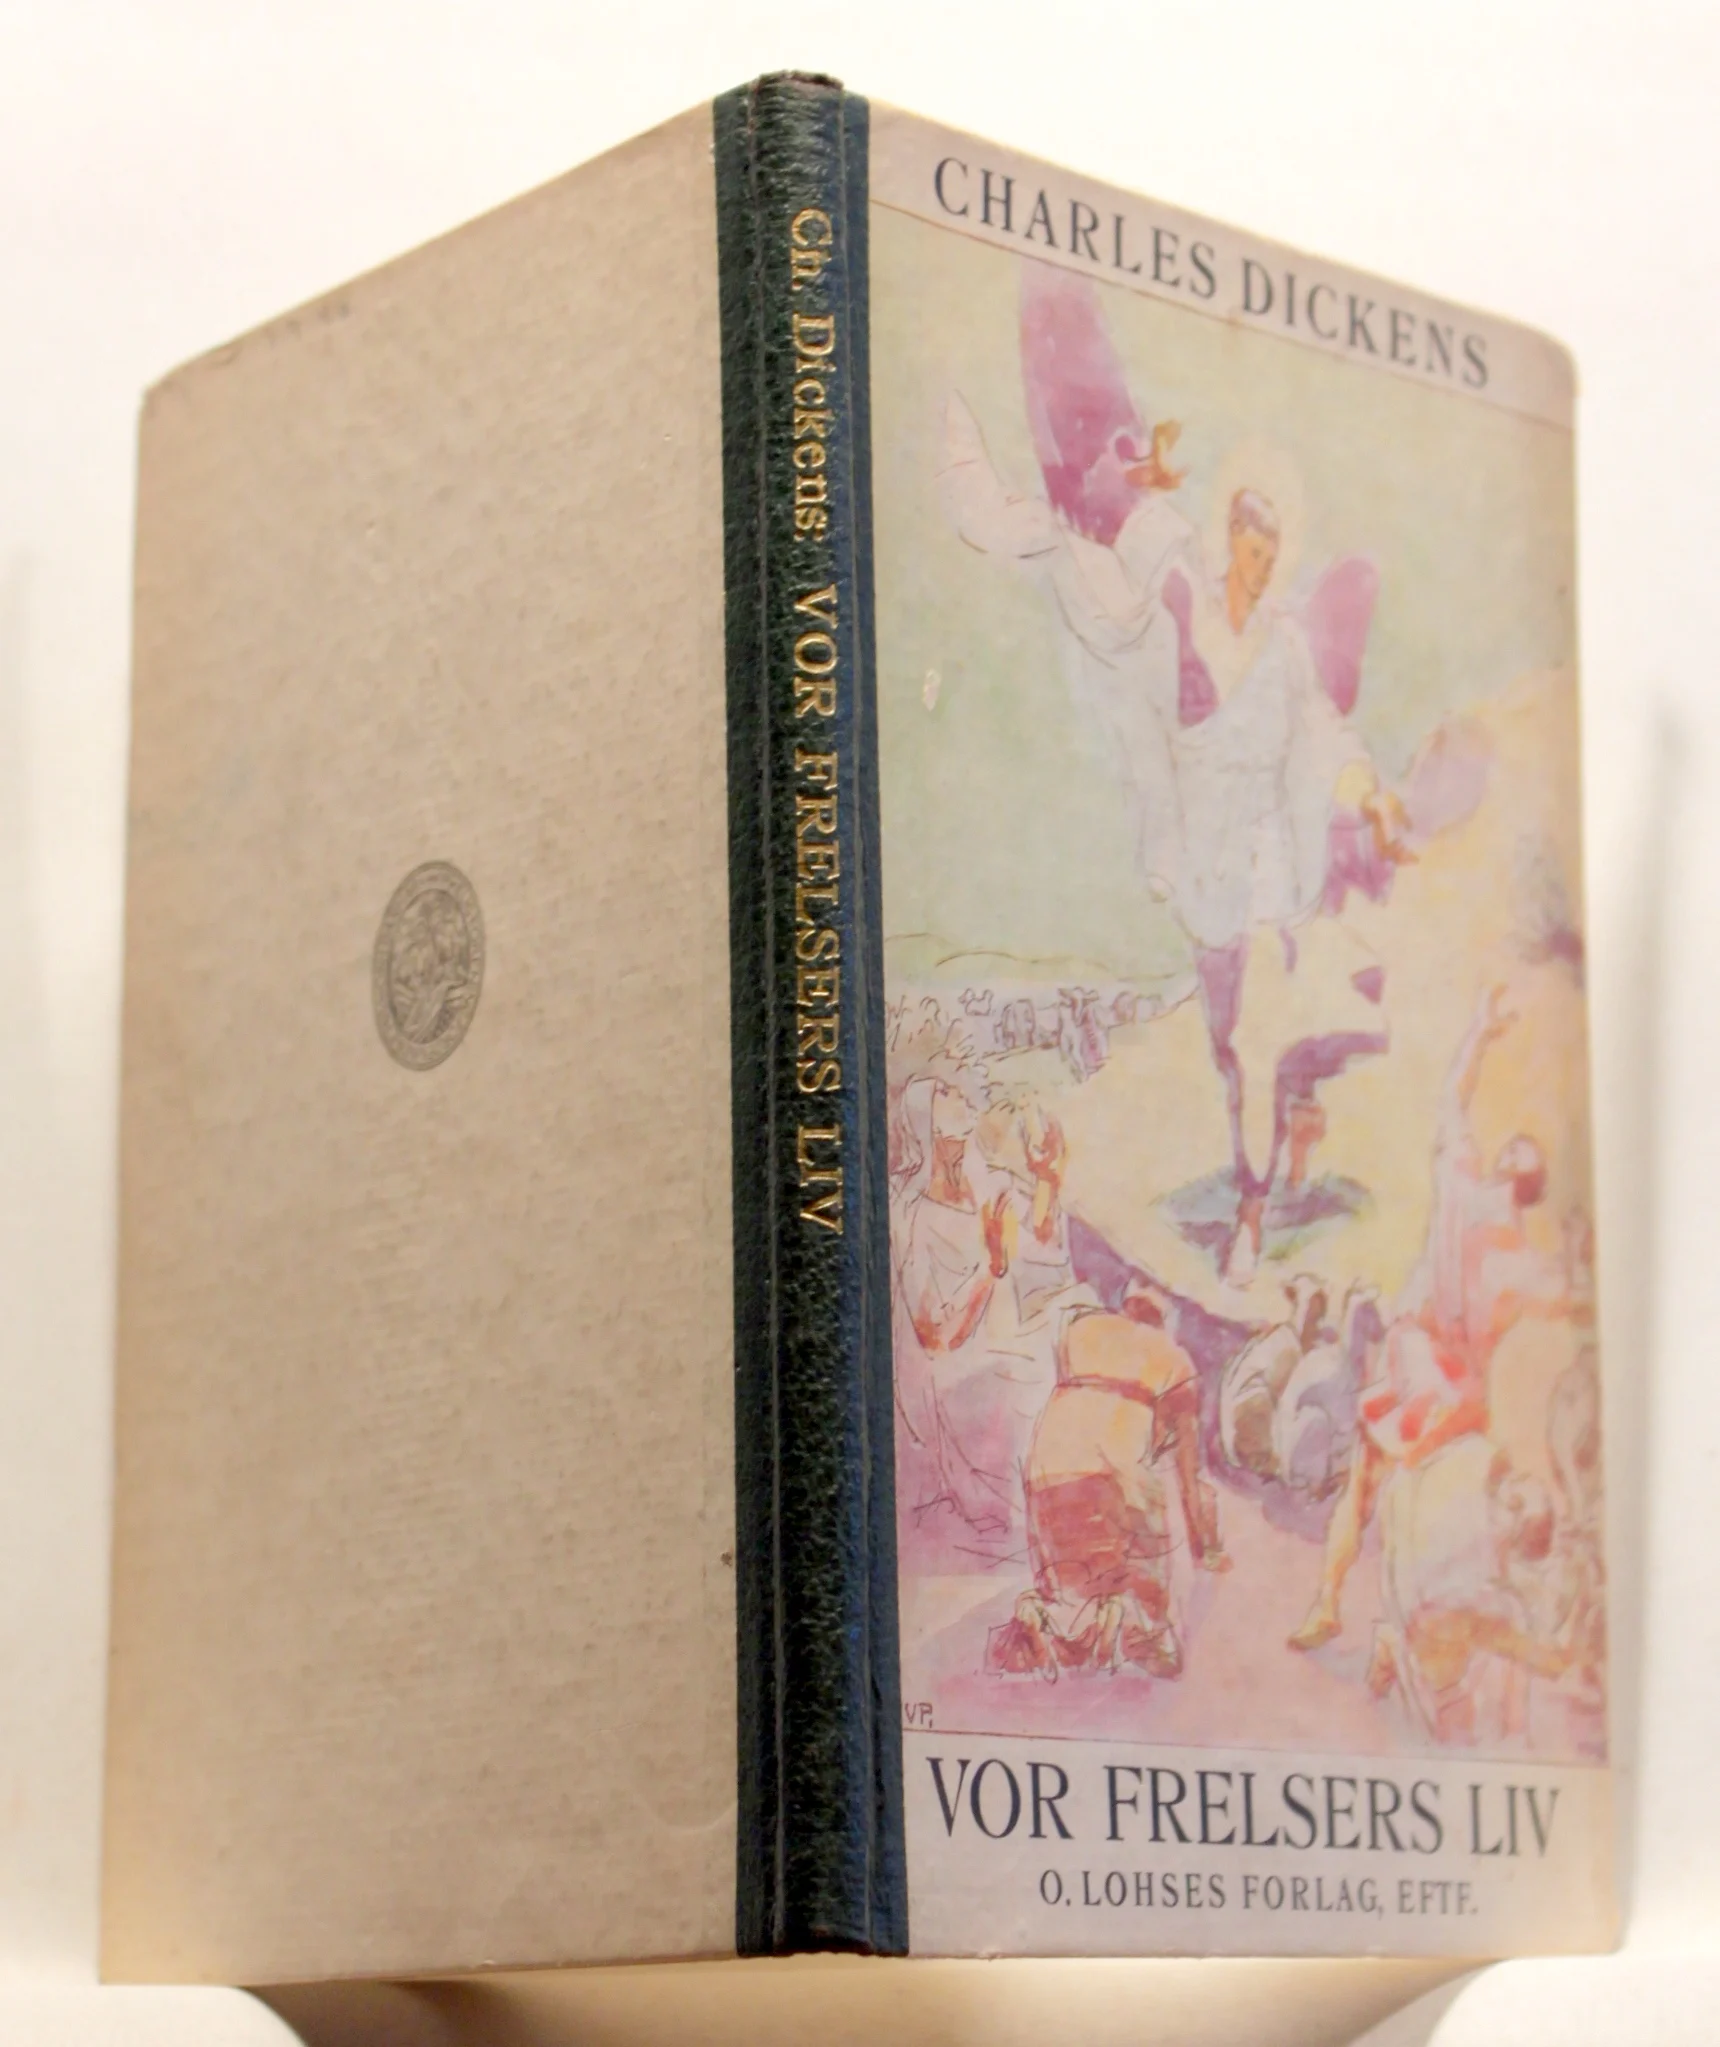 Ch. Dickens: VOR FRELSERS LIV
CHARLES DICKENS
VP.
VOR FRELSERS LIV
O. LOHSES FORLAG, EFTF.